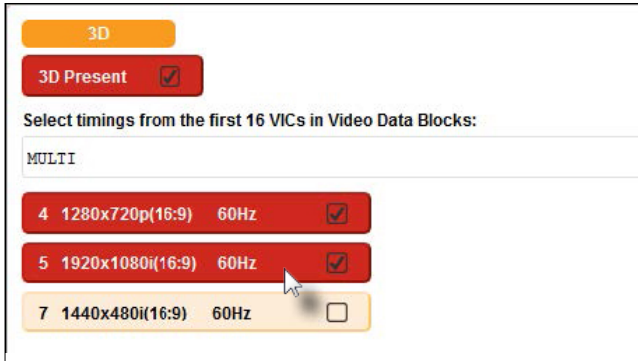 3D
3D Present
Select timings from the first 16 VICs in Video Data Blocks:
MULTI
4 1280x720p(16:9) 60Hz
5 1920x1080i(16:9) 60Hz
7 1440x480i(16:9) 60Hz